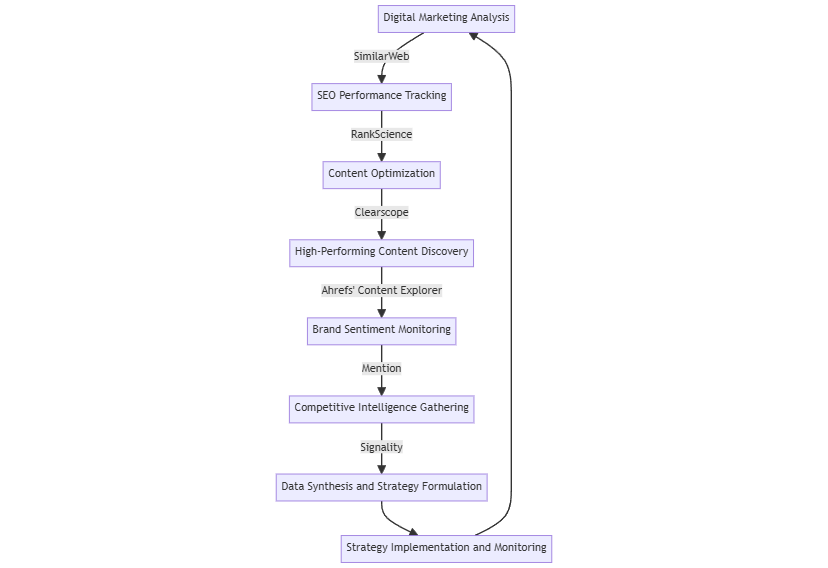 Digital Marketing Analysis
SimilarWeb
SEO Performance Tracking
RankScience
Content Optimization
Clearscope
High-Performing Content Discovery
Ahrefs' Content Explorer
Brand Sentiment Monitoring
Mention
Competitive Intelligence Gathering
Signality
Data Synthesis and Strategy Formulation
Strategy Implementation and Monitoring